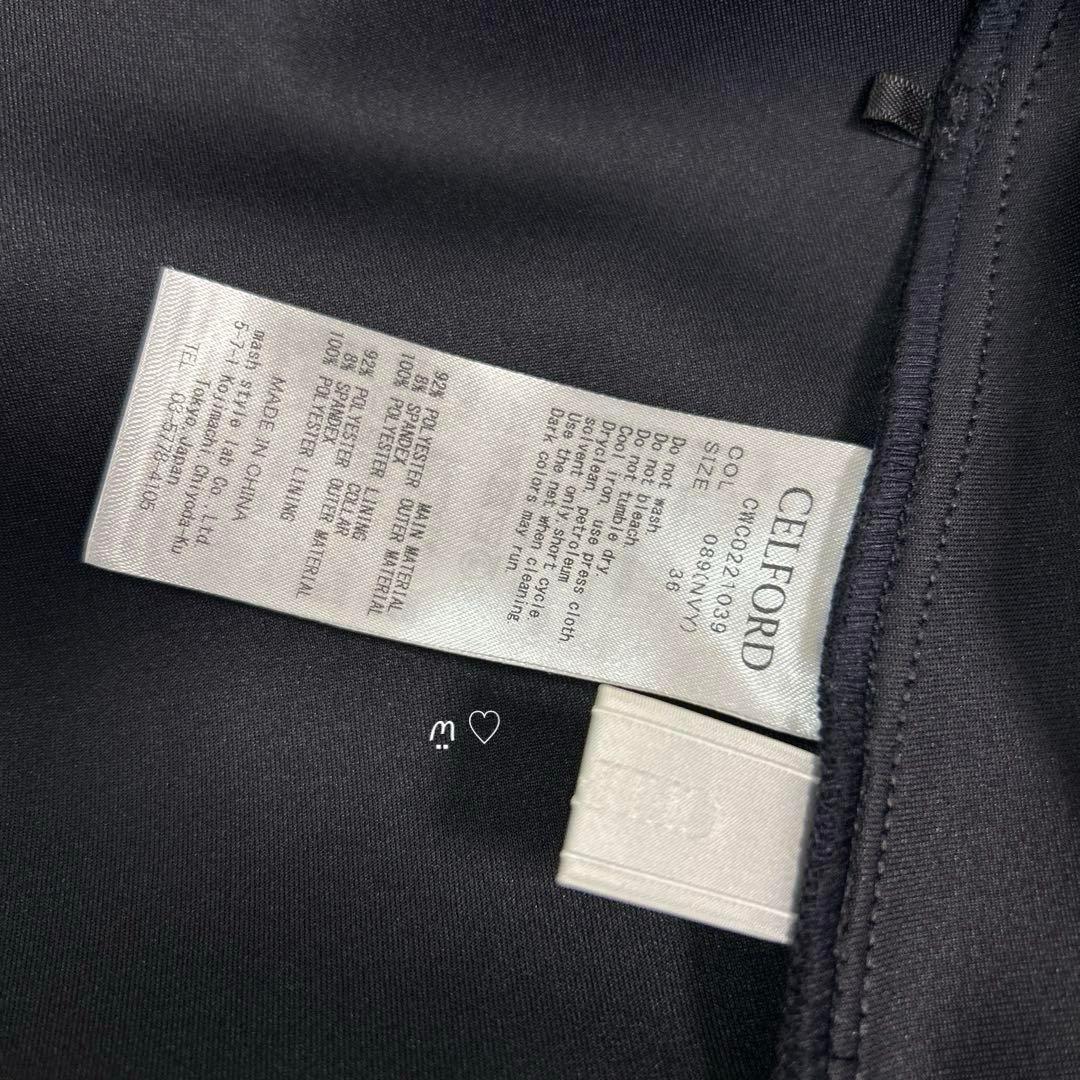 CELFORD
CWCO221039
COL 089(NVY)
SIZE 36
Do not wash.
Do not bleach
Do not tumble dry.
Cool iron, use press cloth
Dryclean, petroleum
solvent only,short cycle.
Use the net when cleaning.
Dark colors may run
MAIN MATERIAL
92% POLYESTER OUTER MATERIAL
8% SPANDEX
100% POLYESTER LINING
COLLAR
92% POLYESTER OUTER MATERIAL
8% SPANDEX
100% POLYESTER LINING
MADE IN CHINA
mash style lab Co.,Ltd.
5-7-1 Kojimachi Chiyoda-ku
Tokyo Japan
TEL 03-5778-4105